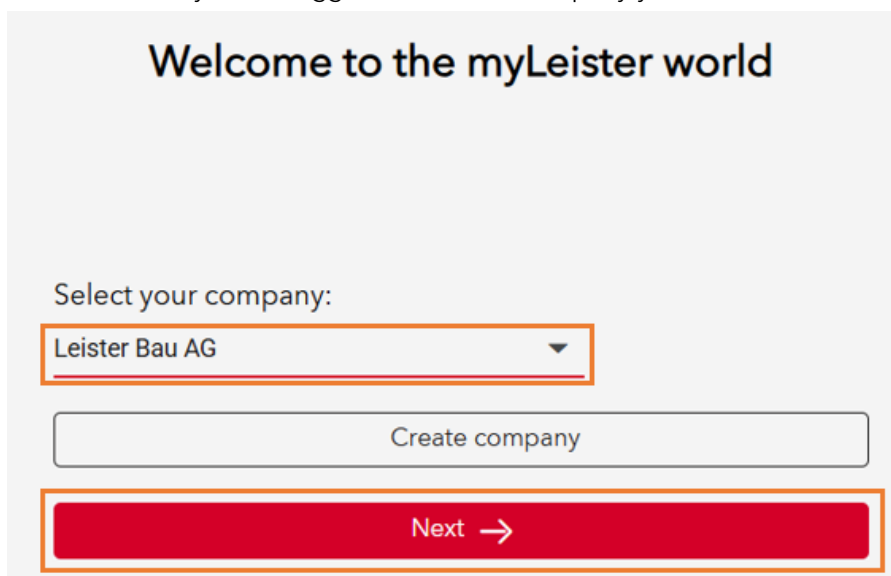 Welcome to the myLeister world
Select your company:
Leister Bau AG
Create company
Next →